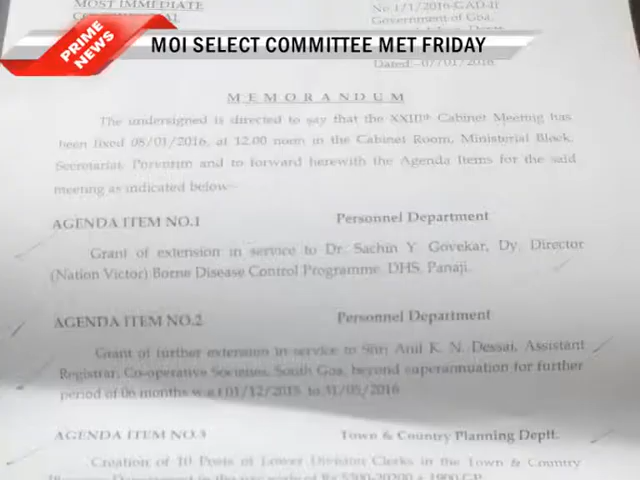 MOST IMMEDIATE
No 1/1/2016-GAD-II
Government of Goa,
PRIME NEWS
MOI SELECT COMMITTEE MET FRIDAY
Dated:-07/01/2016
MEMORANDUM
The undersigned is directed to say that the XXIIIth Cabinet Meeting has
been fixed 08/01/2016, at 12.00 noon in the Cabinet Room, Ministerial Block,
Secretariat, Porvorim and to forward herewith the Agenda Items for the said
meeting as indicated below:-
AGENDA ITEM NO.1 Personnel Department
Grant of extension in service to Dr. Sachin Y. Govekar, Dy. Director
(Nation Victor) Borne Disease Control Programme, DHS, Panaji.
AGENDA ITEM NO.2 Personnel Department
Grant of further extension in service to Shri Anil K. N. Dessai, Assistant
Registrar, Co-operative Societies, South Goa, beyond superannuation for further
period of 06 months w.e.f 01/12/2015 to 31/05/2016
AGENDA ITEM NO.3 Town & Country Planning Deptt.
Creation of 10 Posts of Lower Division Clerks in the Town & Country